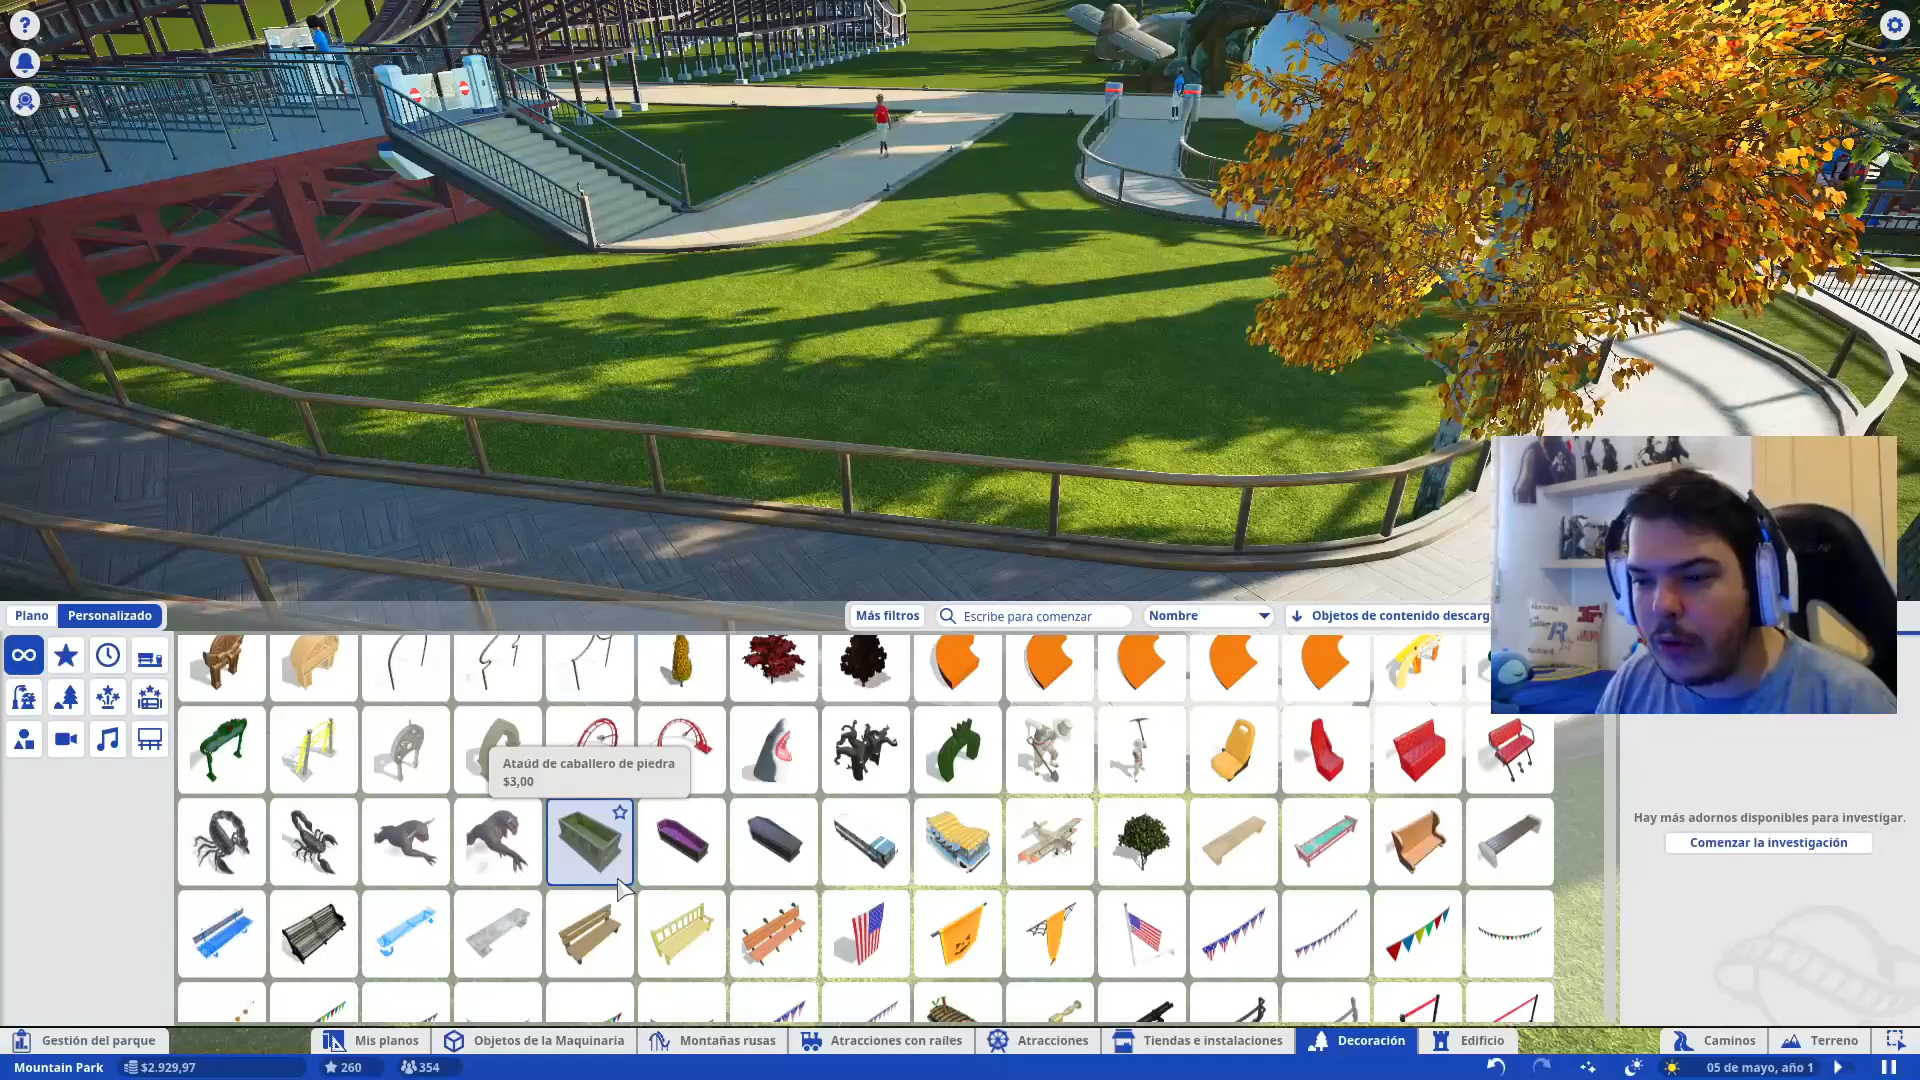 ?
Plano
Personalizado
Más filtros
Escribe para comenzar
Nombre
Objetos de contenido descarg
Ataúd de caballero de piedra
$3,00
Hay más adornos disponibles para investigar.
Comenzar la investigación
Gestión del parque
Mis planos
Objetos de la Maquinaria
Montañas rusas
Atracciones con raíles
Atracciones
Tiendas e instalaciones
Decoración
Edificio
Caminos
Terreno
Mountain Park
$2.929,97
260
354
05 de mayo, año 1